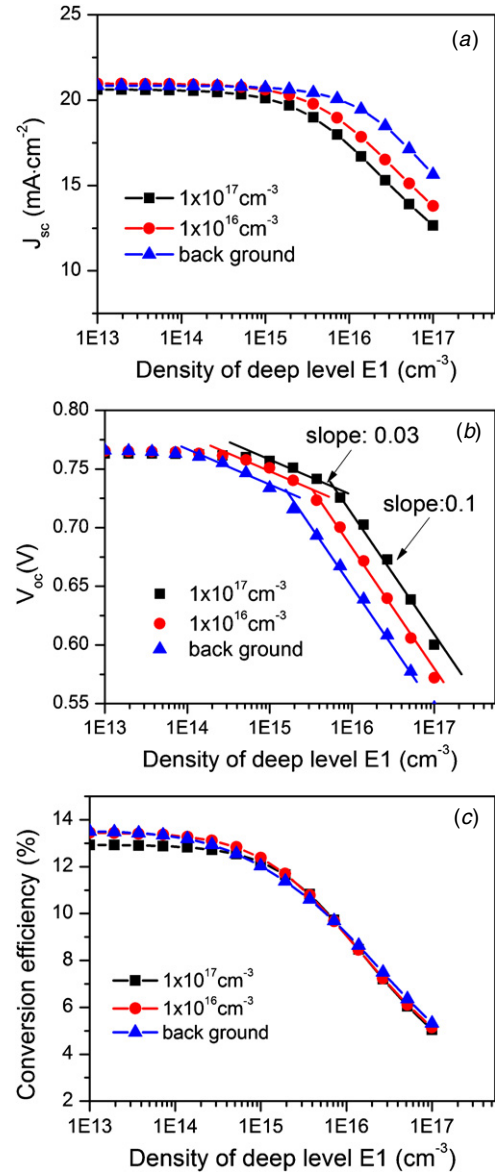 (a)
25
20
15
10
J_sc (mA·cm^-2)
1x10^17cm^-3
1x10^16cm^-3
back ground
1E13 1E14 1E15 1E16 1E17
Density of deep level E1 (cm^-3)
(b)
0.80
0.75
0.70
0.65
0.60
0.55
V_oc(V)
slope: 0.03
slope:0.1
1x10^17cm^-3
1x10^16cm^-3
back ground
1E13 1E14 1E15 1E16 1E17
Density of deep level E1 (cm^-3)
(c)
14
12
10
8
6
4
2
Conversion efficiency (%)
1x10^17cm^-3
1x10^16cm^-3
back ground
1E13 1E14 1E15 1E16 1E17
Density of deep level E1 (cm^-3)